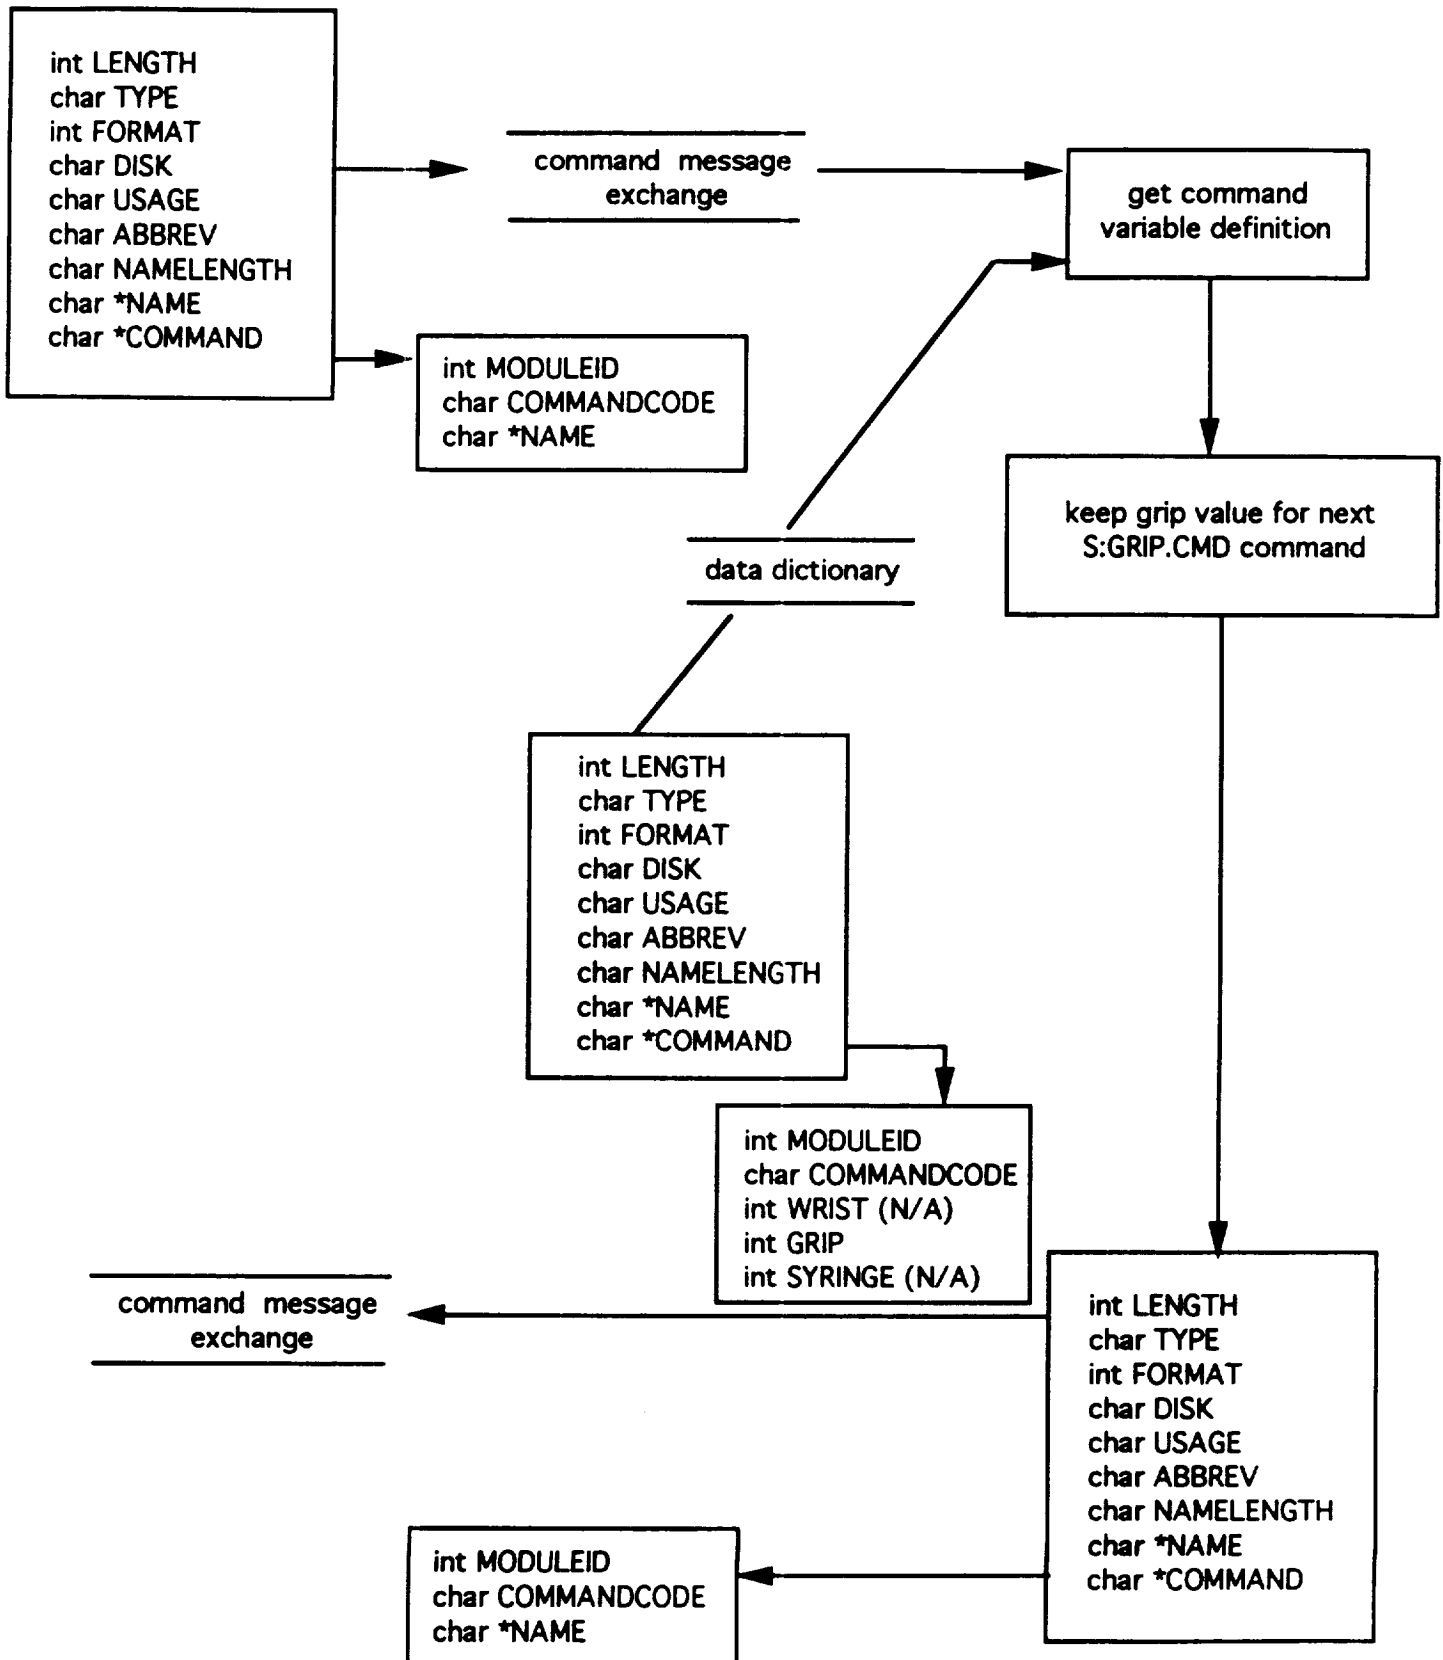 int LENGTH
char TYPE
int FORMAT
char DISK
char USAGE
char ABBREV
char NAMELENGTH
char *NAME
char *COMMAND
command message
exchange
get command
variable definition
int MODULEID
char COMMANDCODE
char *NAME
keep grip value for next
S:GRIP.CMD command
data dictionary
int LENGTH
char TYPE
int FORMAT
char DISK
char USAGE
char ABBREV
char NAMELENGTH
char *NAME
char *COMMAND
int MODULEID
char COMMANDCODE
int WRIST (N/A)
int GRIP
int SYRINGE (N/A)
command message
exchange
int LENGTH
char TYPE
int FORMAT
char DISK
char USAGE
char ABBREV
char NAMELENGTH
char *NAME
char *COMMAND
int MODULEID
char COMMANDCODE
char *NAME